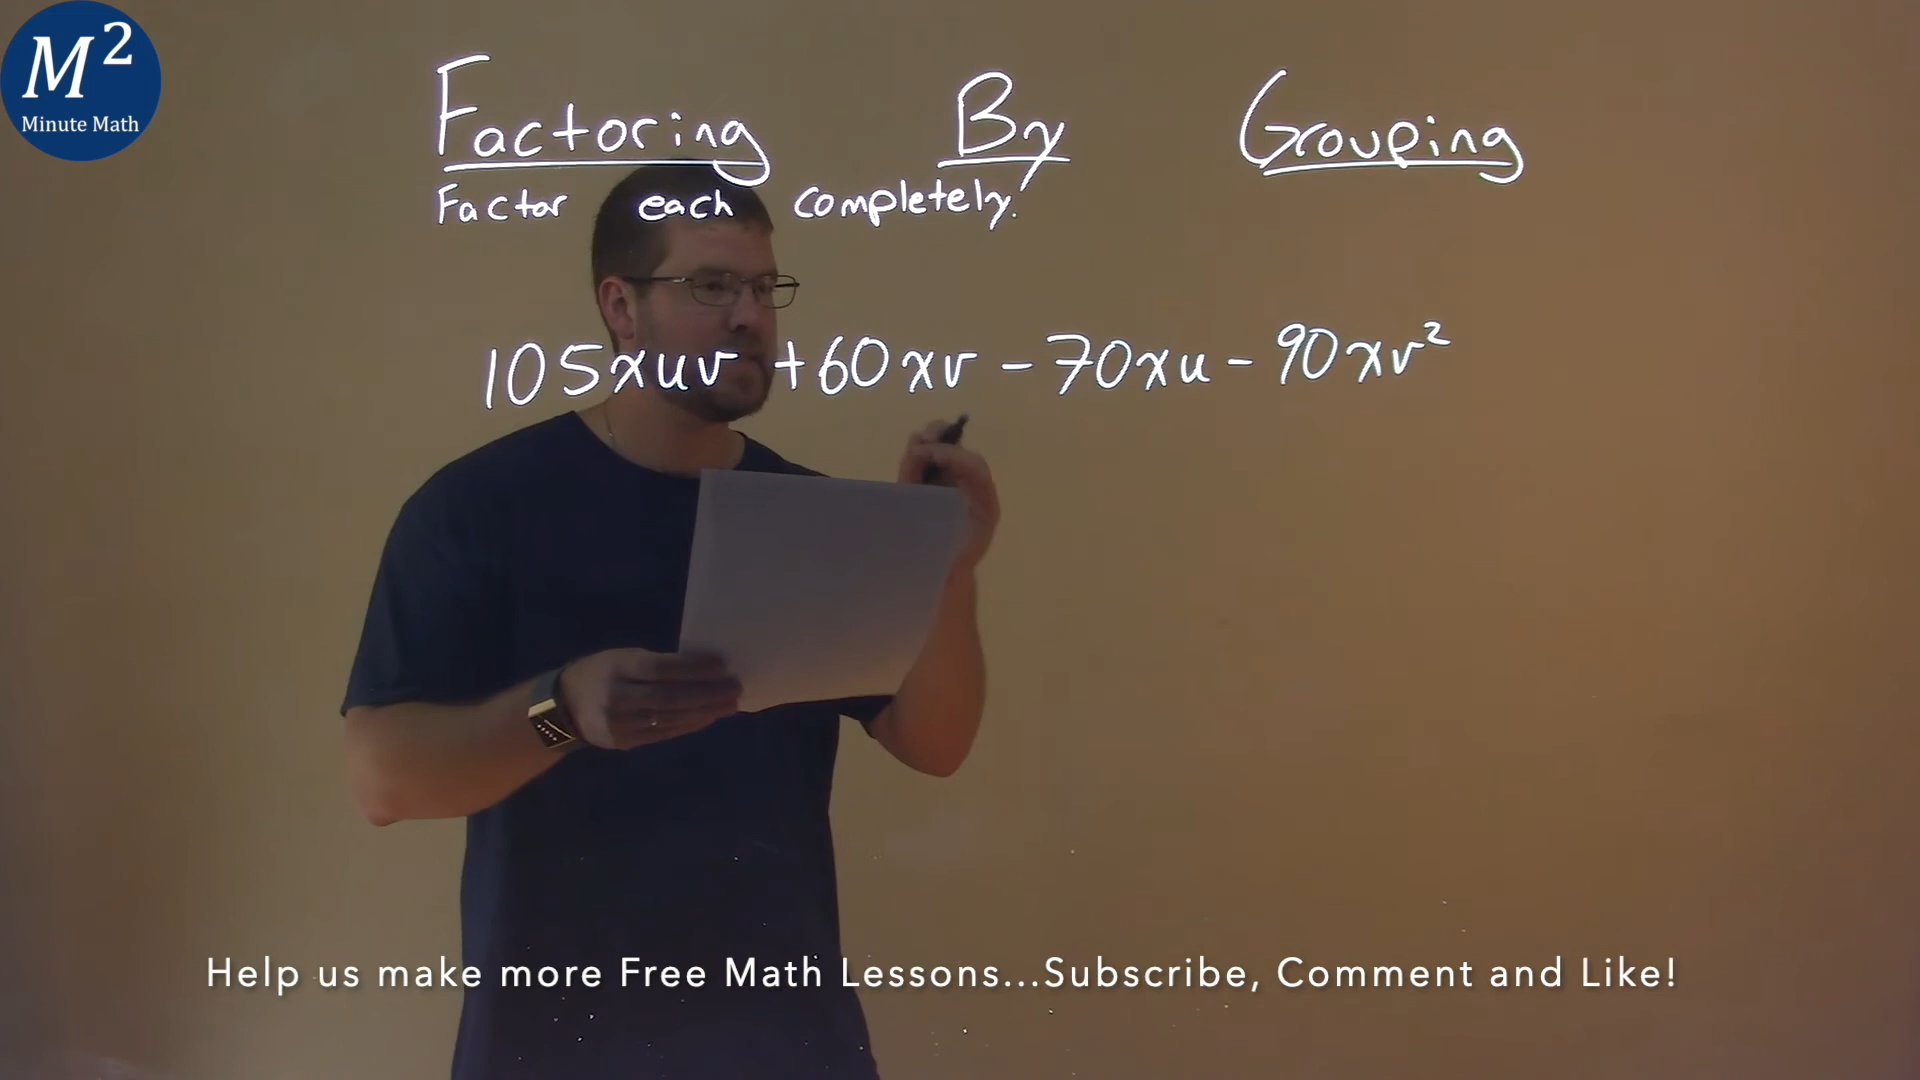 M²
Minute Math
Factoring By Grouping
Factor each completely.
105xuv + 60xv - 70xu - 90xv²
Help us make more Free Math Lessons...Subscribe, Comment and Like!